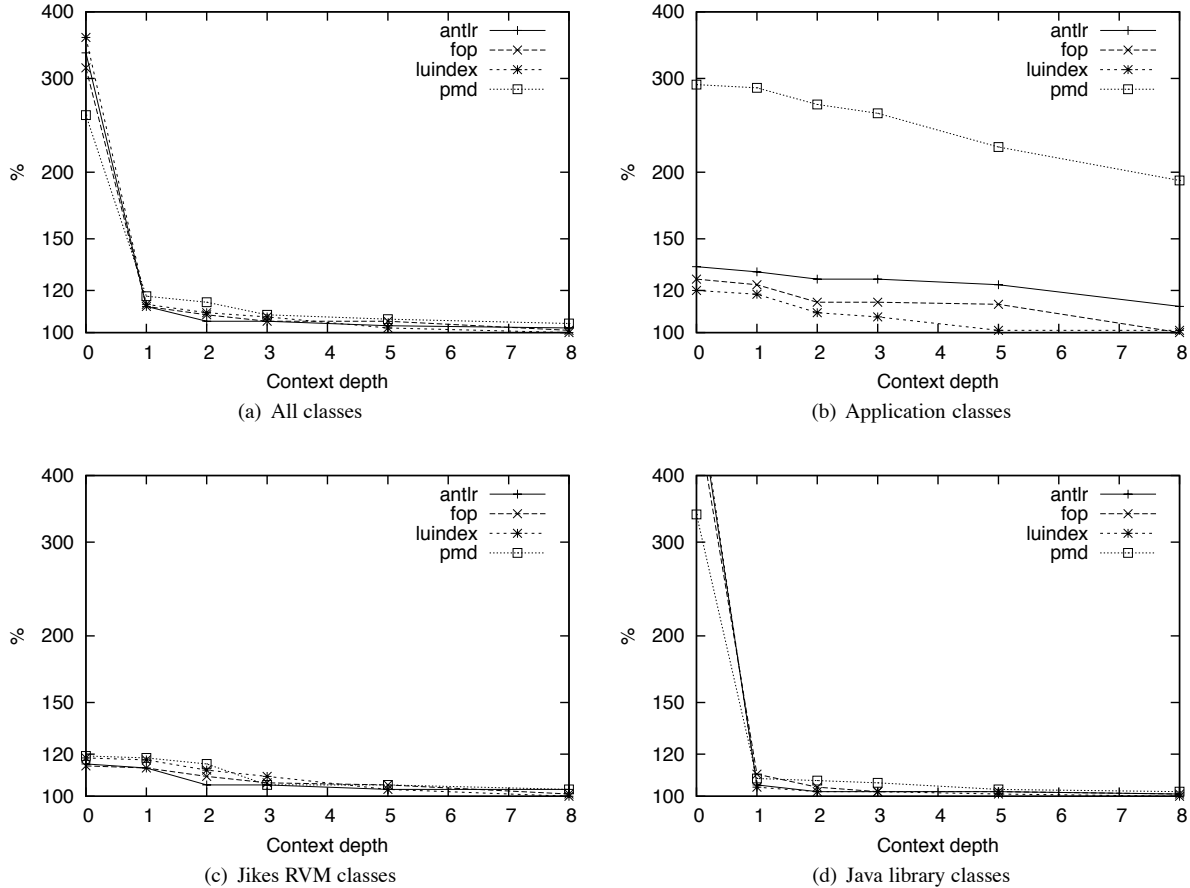 400
300
200
150
120
100
%
antlr
fop
luindex
pmd
0 1 2 3 4 5 6 7 8
Context depth
(a) All classes
400
300
200
150
120
100
%
antlr
fop
luindex
pmd
0 1 2 3 4 5 6 7 8
Context depth
(b) Application classes
400
300
200
150
120
100
%
antlr
fop
luindex
pmd
0 1 2 3 4 5 6 7 8
Context depth
(c) Jikes RVM classes
400
300
200
150
120
100
%
antlr
fop
luindex
pmd
0 1 2 3 4 5 6 7 8
Context depth
(d) Java library classes